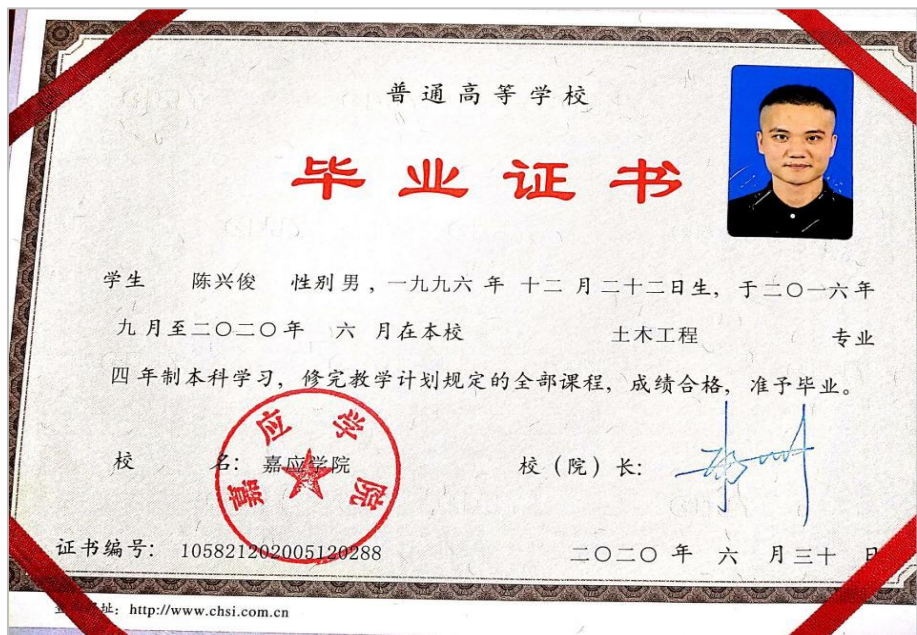 普通高等学校
毕业证书
学生 陈兴俊 性别 男，一九九六 年 十二 月 二十二日生，于二〇一六年
九 月至二〇二〇年 六 月在本校 土木工程 专业
四 年制本科学习，修完教学计划规定的全部课程，成绩合格，准予毕业。
校 名：嘉应学院 校（院）长：
嘉应学院
证书编号：105821202005120288 二〇二〇 年 六 月三十 日
址：http://www.chsi.com.cn